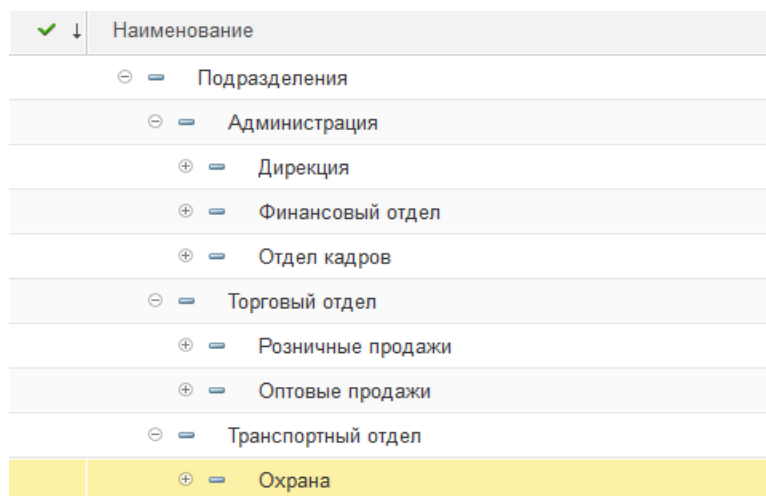 Наименование
Подразделения
Администрация
Дирекция
Финансовый отдел
Отдел кадров
Торговый отдел
Розничные продажи
Оптовые продажи
Транспортный отдел
Охрана